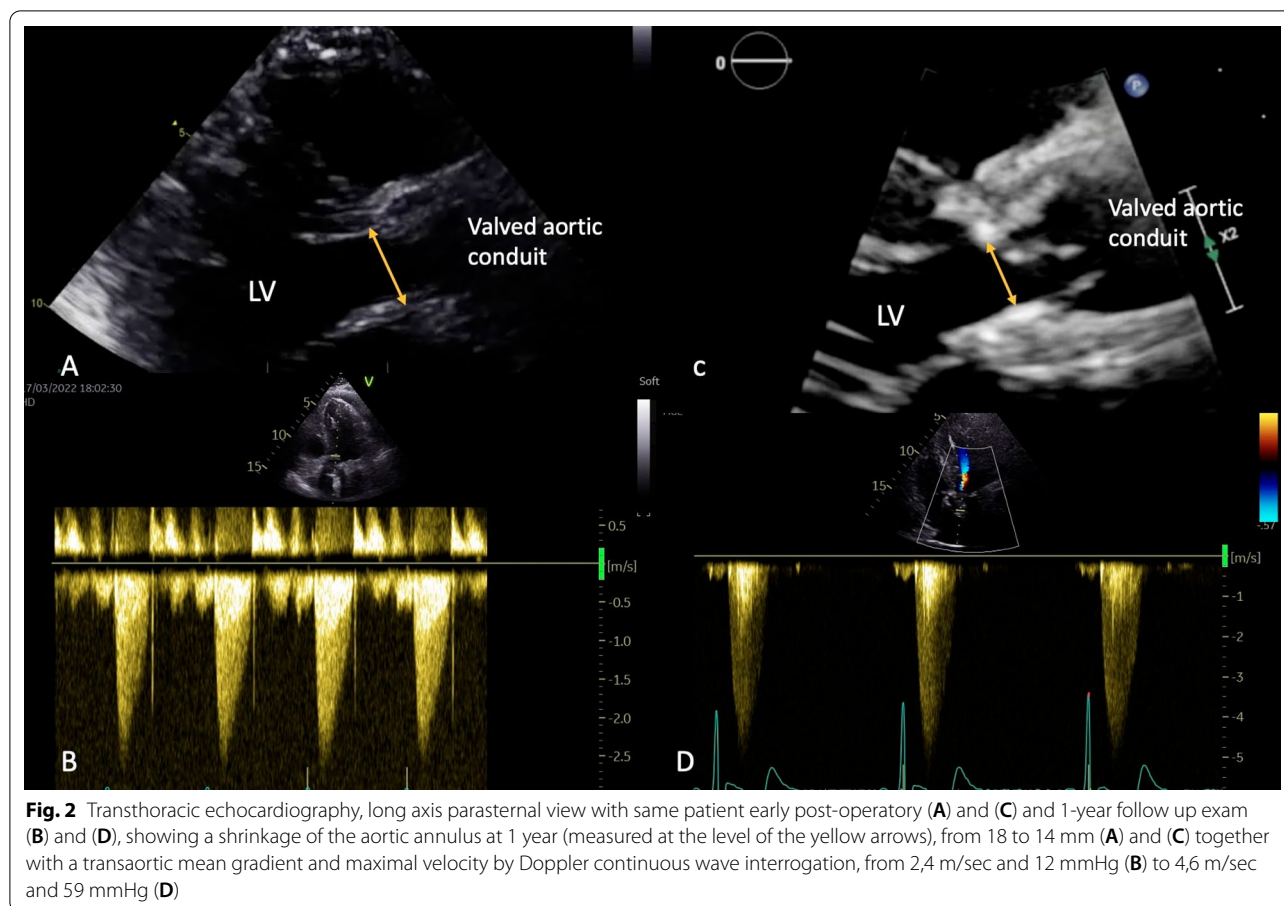 0
P
5
Valved aortic
conduit
Valved aortic
conduit
X2
LV
LV
10
A
C
17/03/2022 18:02:30
HD
V
Soft
5
10
15
5
10
15
-.57
0.5
[m/s]
-0.5
-1.0
-1.5
-2.0
-2.5
[m/s]
-1
-2
-3
-4
-5
B
D
Fig. 2 Transthoracic echocardiography, long axis parasternal view with same patient early post-operatory (A) and (C) and 1-year follow up exam
(B) and (D), showing a shrinkage of the aortic annulus at 1 year (measured at the level of the yellow arrows), from 18 to 14 mm (A) and (C) together
with a transaortic mean gradient and maximal velocity by Doppler continuous wave interrogation, from 2,4 m/sec and 12 mmHg (B) to 4,6 m/sec
and 59 mmHg (D)